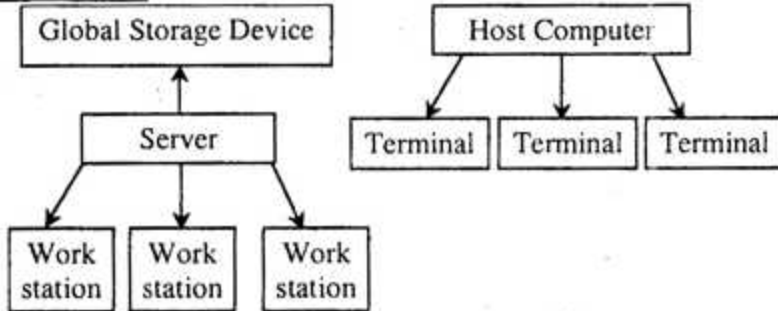 Global Storage Device
Server
Work
station
Work
station
Work
station
Host Computer
Terminal
Terminal
Terminal